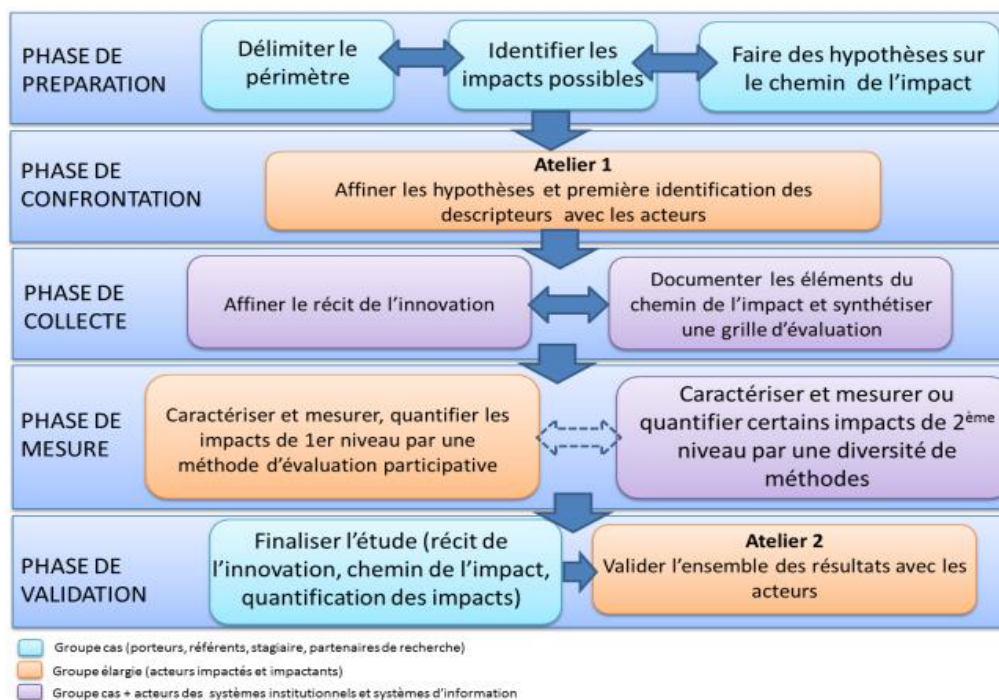 PHASE DE
PREPARATION
Délimiter le
périmètre
Identifier les
impacts possibles
Faire des hypothèses sur
le chemin de l'impact
PHASE DE
CONFRONTATION
Atelier 1
Affiner les hypothèses et première identification des
descripteurs avec les acteurs
PHASE DE
COLLECTE
Affiner le récit de l'innovation
Documenter les éléments du
chemin de l'impact et synthétiser
une grille d'évaluation
PHASE DE
MESURE
Caractériser et mesurer, quantifier les
impacts de 1er niveau par une
méthode d'évaluation participative
Caractériser et mesurer ou
quantifier certains impacts de 2ème
niveau par une diversité de
méthodes
PHASE DE
VALIDATION
Finaliser l'étude (récit de
l'innovation, chemin de l'impact,
quantification des impacts)
Atelier 2
Valider l'ensemble des résultats avec les
acteurs
Groupe cas (porteurs, référents, stagiaire, partenaires de recherche)
Groupe élargie (acteurs impactés et impactants)
Groupe cas + acteurs des systèmes institutionnels et systèmes d'information